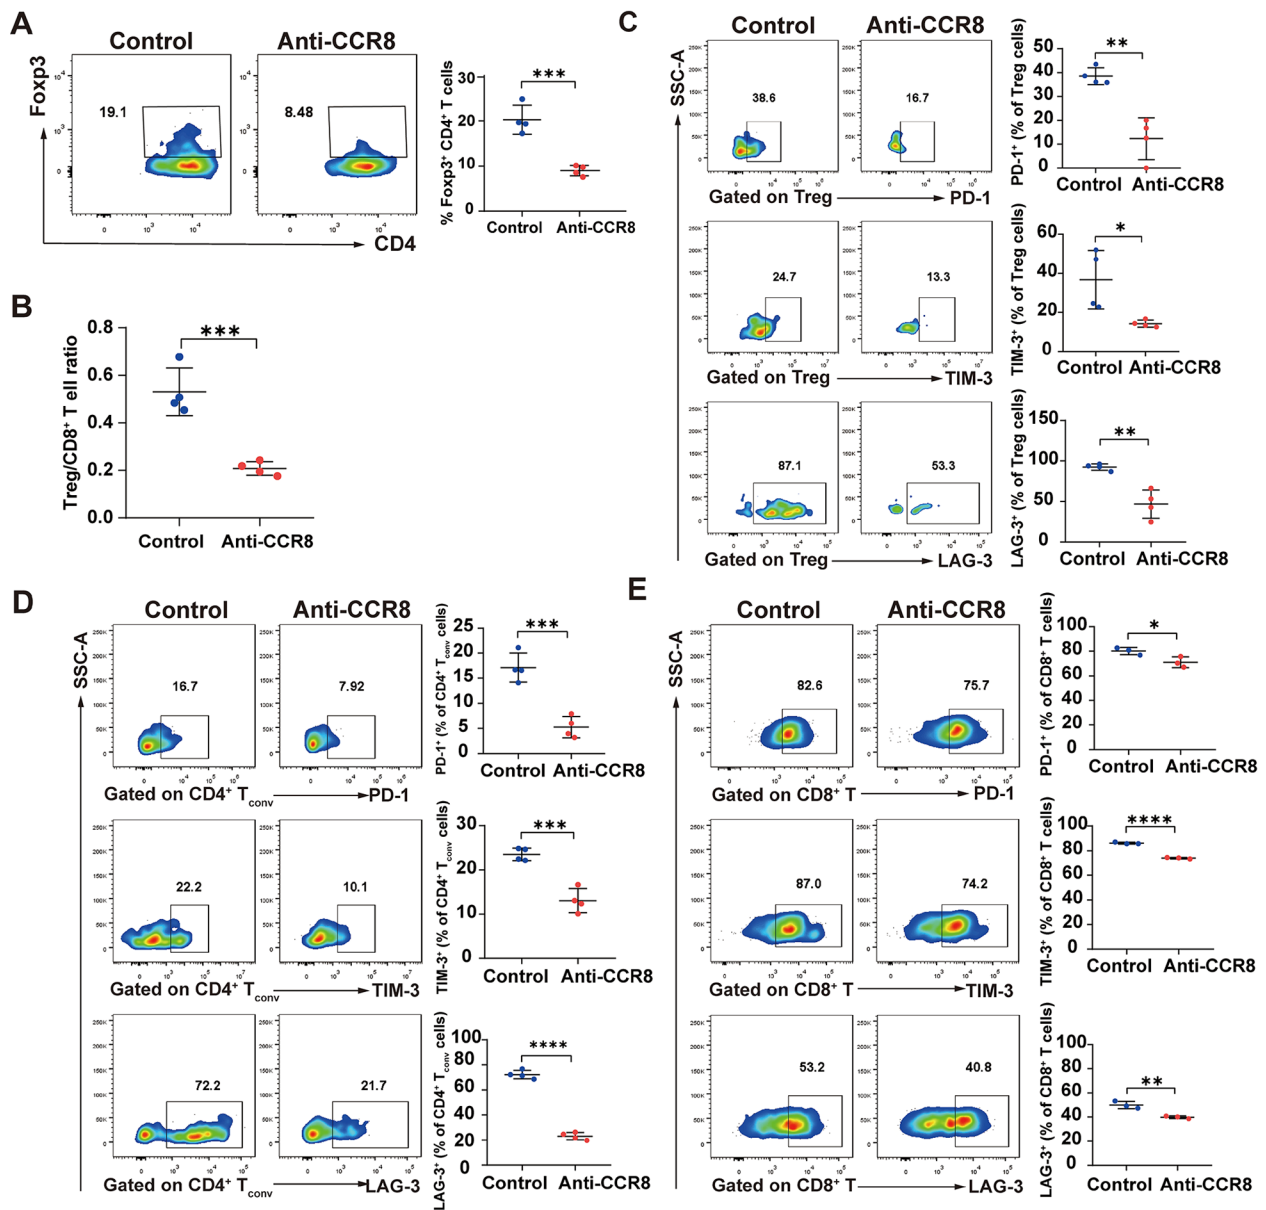 A
Control
Anti-CCR8
Foxp3
19.1
8.48
CD4
% Foxp3⁺ CD4⁺ T cells
30
20
10
0
***
Control
Anti-CCR8
B
Treg/CD8⁺ T ell ratio
0.8
0.6
0.4
0.2
0.0
***
Control
Anti-CCR8
C
Control
Anti-CCR8
SSC-A
38.6
16.7
Gated on Treg
PD-1
PD-1⁺ (% of Treg cells)
50
40
30
20
10
0
**
Control
Anti-CCR8
24.7
13.3
Gated on Treg
TIM-3
TIM-3⁺ (% of Treg cells)
60
40
20
0
*
Control
Anti-CCR8
87.1
53.3
Gated on Treg
LAG-3
LAG-3⁺ (% of Treg cells)
150
100
50
0
**
Control
Anti-CCR8
D
Control
Anti-CCR8
SSC-A
16.7
7.92
Gated on CD4⁺ Tconv
PD-1
PD-1⁺ (% of CD4⁺ Tconv cells)
25
20
15
10
5
0
***
Control
Anti-CCR8
22.2
10.1
Gated on CD4⁺ Tconv
TIM-3
TIM-3⁺ (% of CD4⁺ Tconv cells)
30
20
10
0
***
Control
Anti-CCR8
72.2
21.7
Gated on CD4⁺ Tconv
LAG-3
LAG-3⁺ (% of CD4⁺ Tconv cells)
100
80
60
40
20
0
****
Control
Anti-CCR8
E
Control
Anti-CCR8
SSC-A
82.6
75.7
Gated on CD8⁺ T
PD-1
PD-1⁺ (% of CD8⁺ T cells)
100
80
60
40
20
0
*
Control
Anti-CCR8
87.0
74.2
Gated on CD8⁺ T
TIM-3
TIM-3⁺ (% of CD8⁺ T cells)
100
80
60
40
20
0
****
Control
Anti-CCR8
53.2
40.8
Gated on CD8⁺ T
LAG-3
LAG-3⁺ (% of CD8⁺ T cells)
100
80
60
40
20
0
**
Control
Anti-CCR8